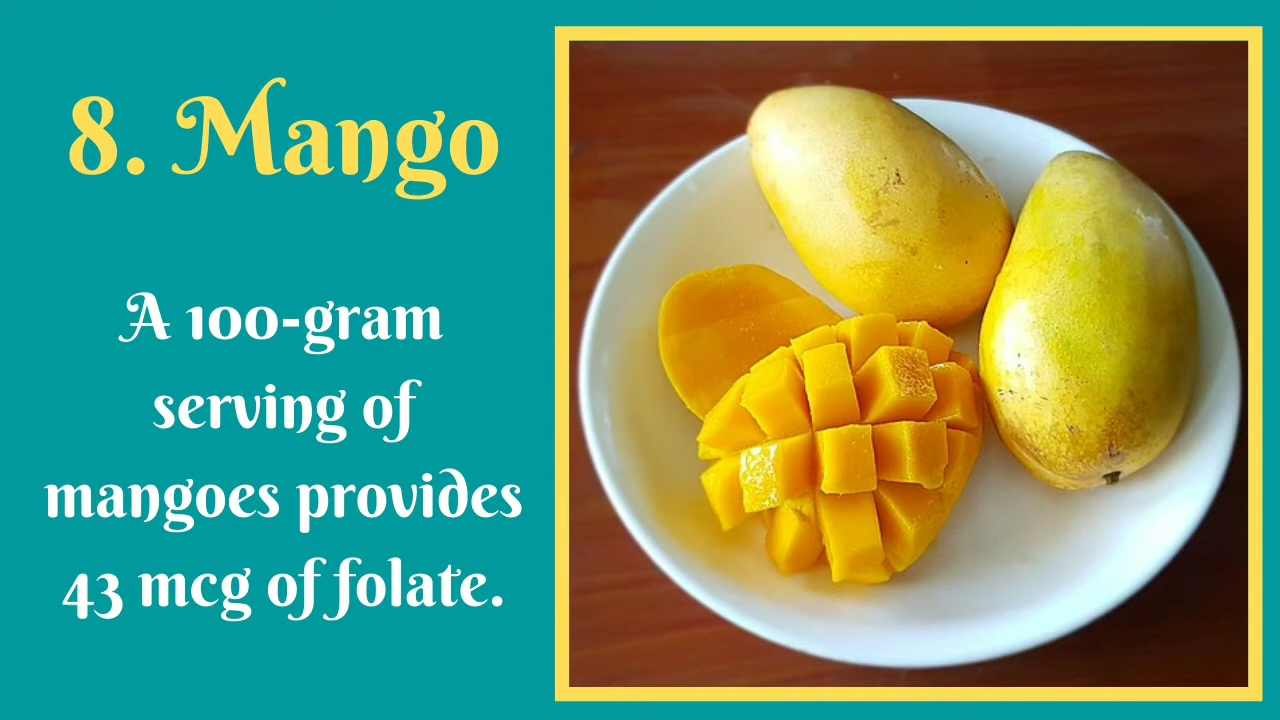 8. Mango
A 100-gram
serving of
mangoes provides
43 mcg of folate.